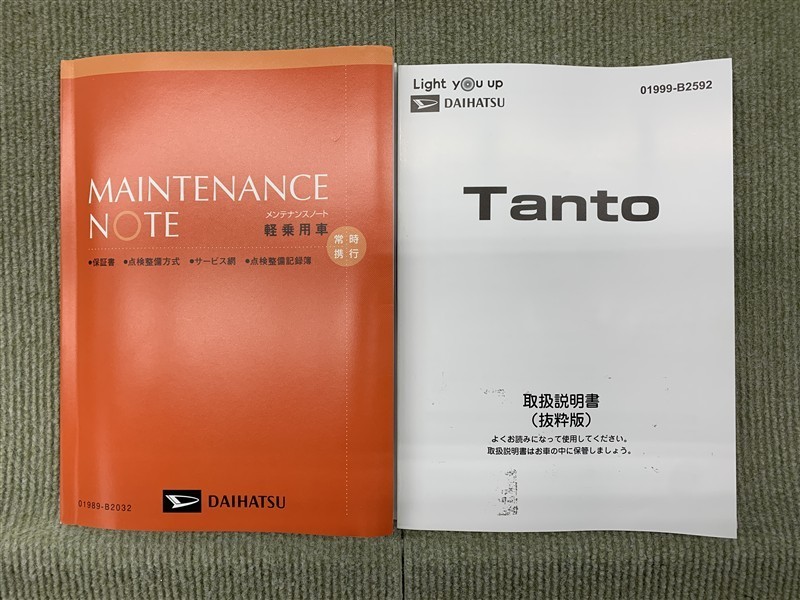 MAINTENANCE
NOTE
メンテナンスノート
軽乗用車
常時
携行
●保証書 ●点検整備方式 ●サービス網 ●点検整備記録簿
01989-B2032
DAIHATSU
Light you up
DAIHATSU
01999-B2592
Tanto
取扱説明書
(抜粋版)
よくお読みになって使用してください。
取扱説明書はお車の中に保管しましょう。